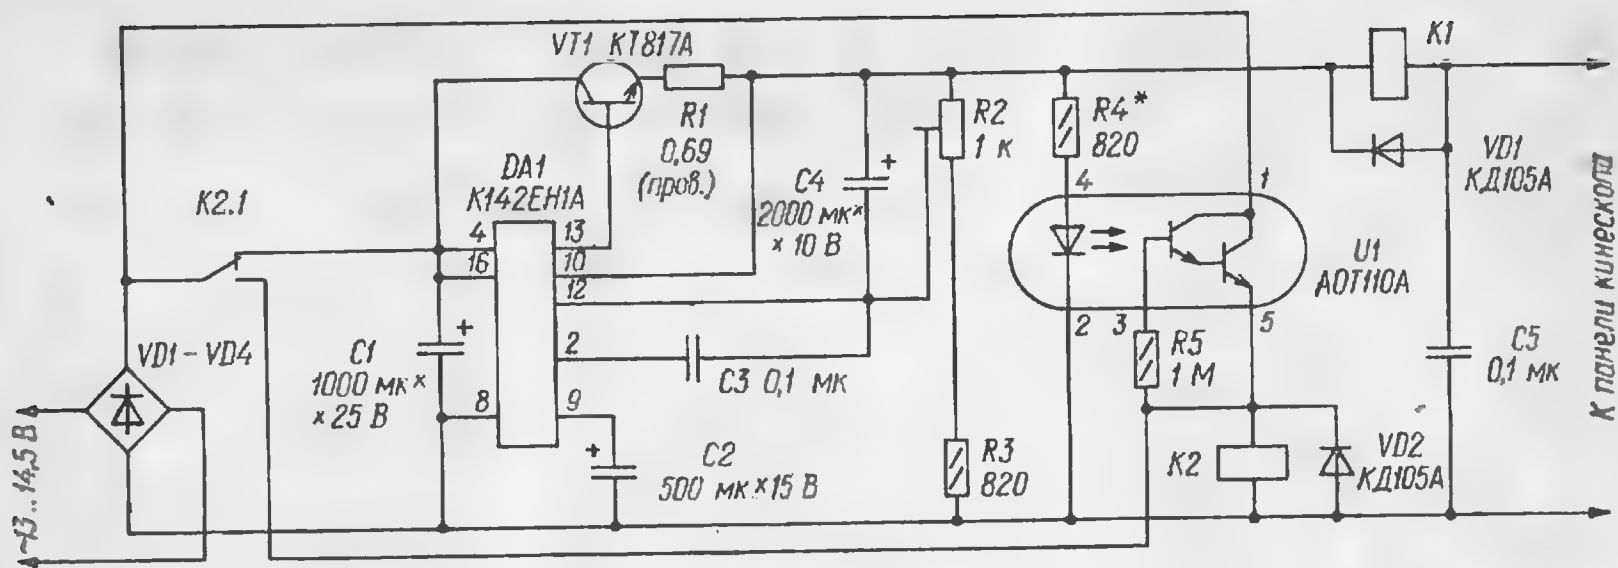 VT1 КТ817А
K1
R1
0,69
(пров.)
R2
1 к
R4*
820
VD1
КД105А
DA1
К142ЕН1А
C4
2000 мк×
× 10 В
K2.1
4
16
8
13
10
12
2
9
4
1
2
3
5
U1
АОТ110А
VD1 – VD4
C1
1000 мк×
× 25 В
C3 0,1 мк
R5
1 М
C5
0,1 мк
C2
500 мк ×15 В
R3
820
K2
VD2
КД105А
~13...14,5 В
К панели кинескопа